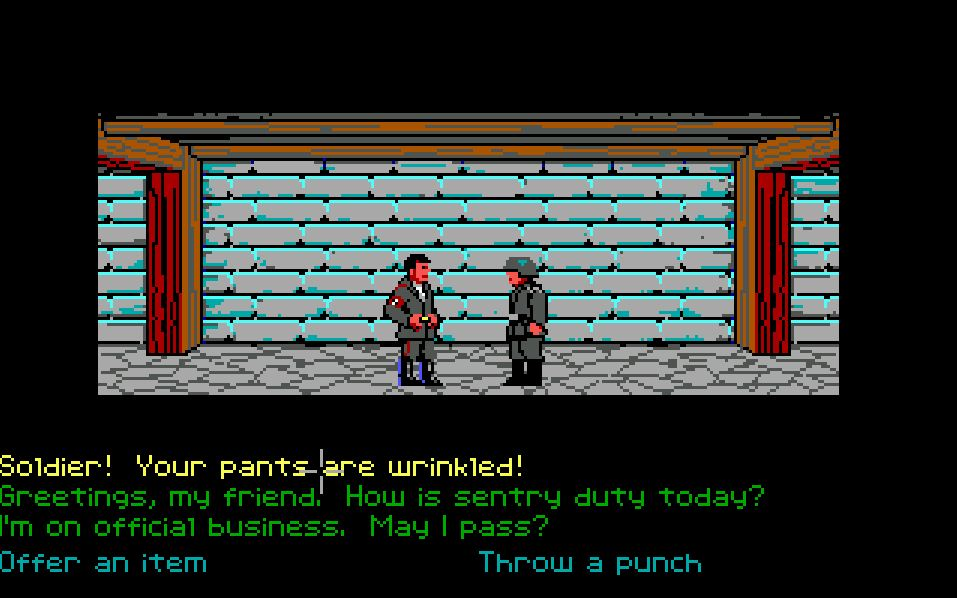 Soldier! Your pants are wrinkled!
Greetings, my friend. How is sentry duty today?
I'm on official business. May I pass?
Offer an item Throw a punch